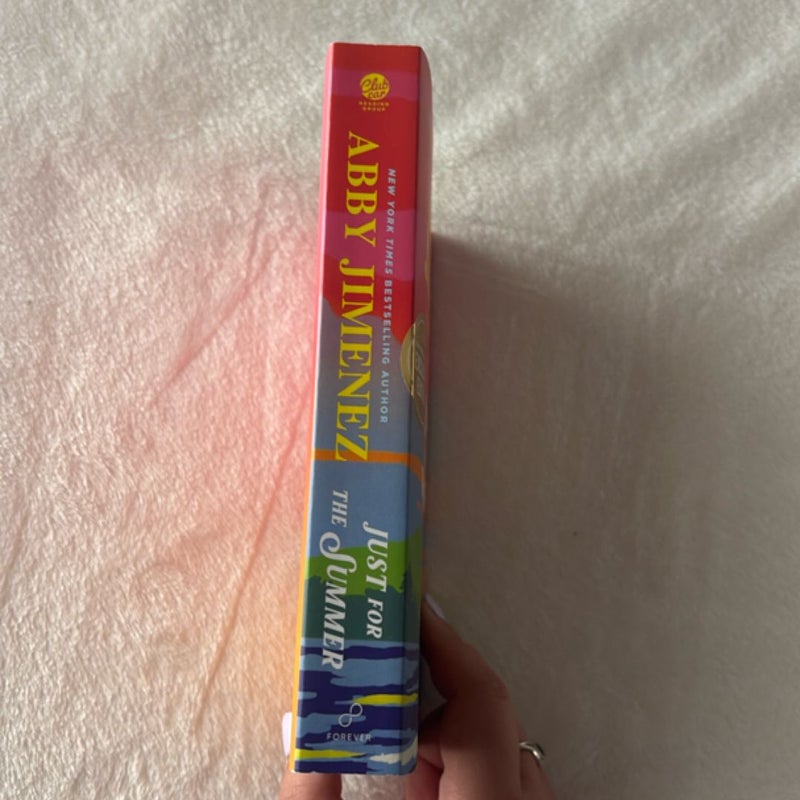 Club
car
READING
GROUP
NEW YORK TIMES BESTSELLING AUTHOR
ABBY JIMENEZ
JUST FOR
THE SUMMER
FOREVER